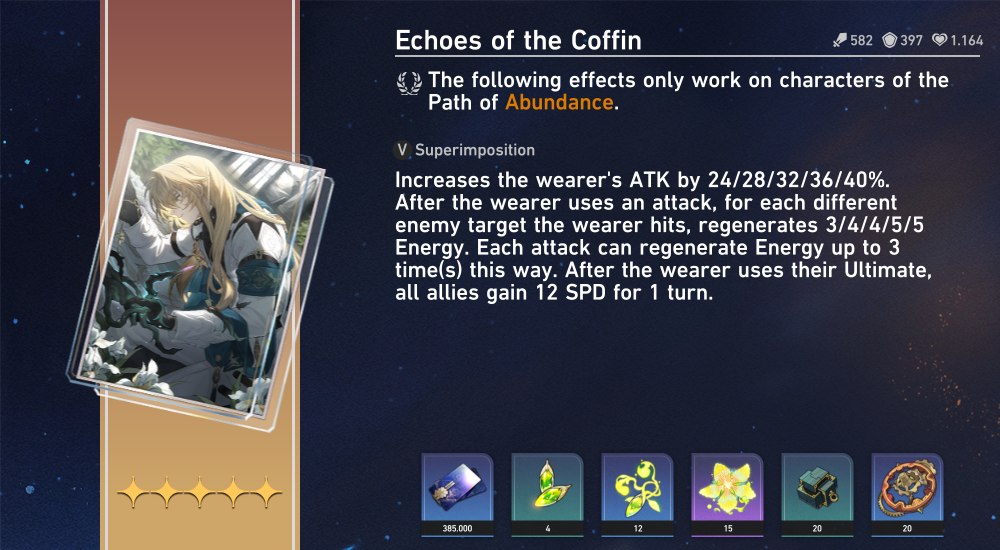 Echoes of the Coffin
582 397 1.164
The following effects only work on characters of the
Path of Abundance.
V Superimposition
Increases the wearer's ATK by 24/28/32/36/40%.
After the wearer uses an attack, for each different
enemy target the wearer hits, regenerates 3/4/4/5/5
Energy. Each attack can regenerate Energy up to 3
time(s) this way. After the wearer uses their Ultimate,
all allies gain 12 SPD for 1 turn.
385.000 4 12 15 20 20